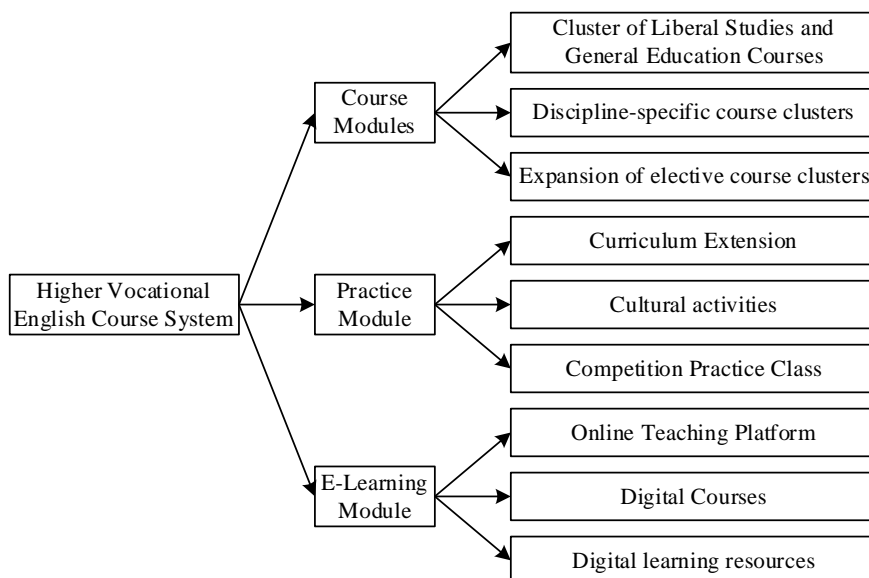 Higher Vocational
English Course System
Course
Modules
Cluster of Liberal Studies and
General Education Courses
Discipline-specific course clusters
Expansion of elective course clusters
Practice
Module
Curriculum Extension
Cultural activities
Competition Practice Class
E-Learning
Module
Online Teaching Platform
Digital Courses
Digital learning resources